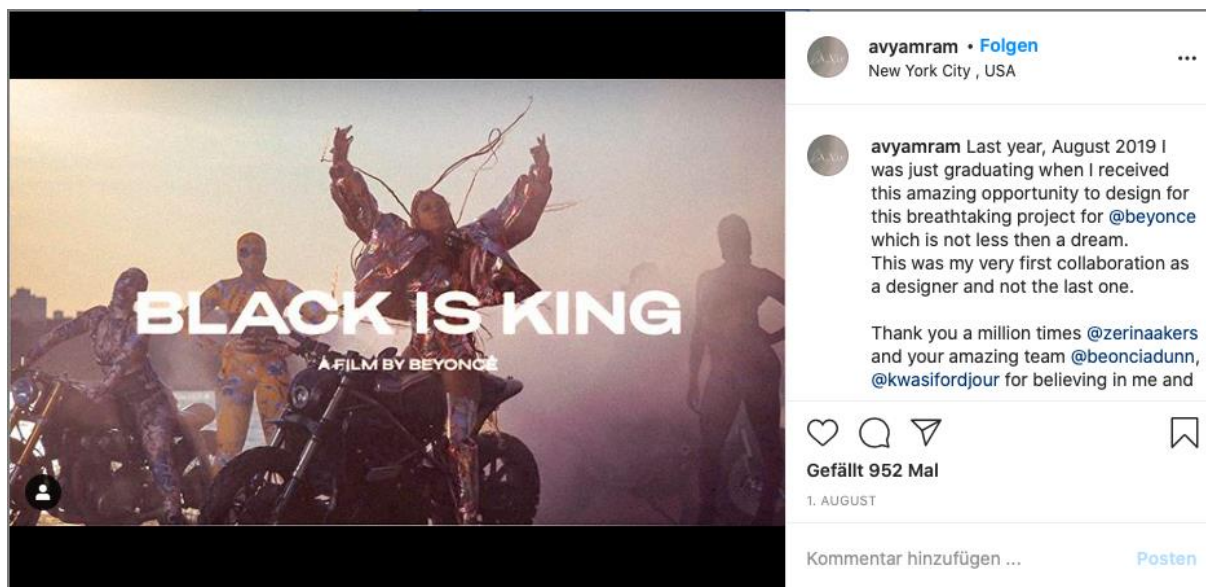 BLACK IS KING
A FILM BY BEYONCÉ
avyamram • Folgen
New York City , USA
avyamram Last year, August 2019 I
was just graduating when I received
this amazing opportunity to design for
this breathtaking project for @beyonce
which is not less then a dream.
This was my very first collaboration as
a designer and not the last one.
Thank you a million times @zerinaakers
and your amazing team @beonciadunn,
@kwasifordjour for believing in me and
Gefällt 952 Mal
1. AUGUST
Kommentar hinzufügen ...
Posten